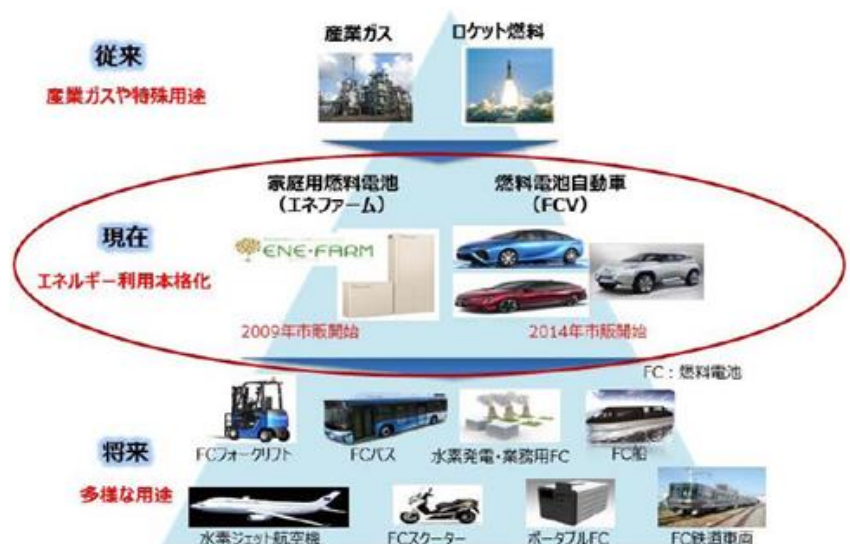 産業ガス
ロケット燃料
従来
産業ガスや特殊用途
家庭用燃料電池
(エネファーム)
燃料電池自動車
(FCV)
現在
エネルギー利用本格化
ENE・FARM
2009年市販開始
2014年市販開始
FC:燃料電池
将来
多様な用途
FCフォークリフト
FCバス
水素発電・業務用FC
FC船
水素ジェット航空機
FCスクーター
ポータブルFC
FC鉄道車両